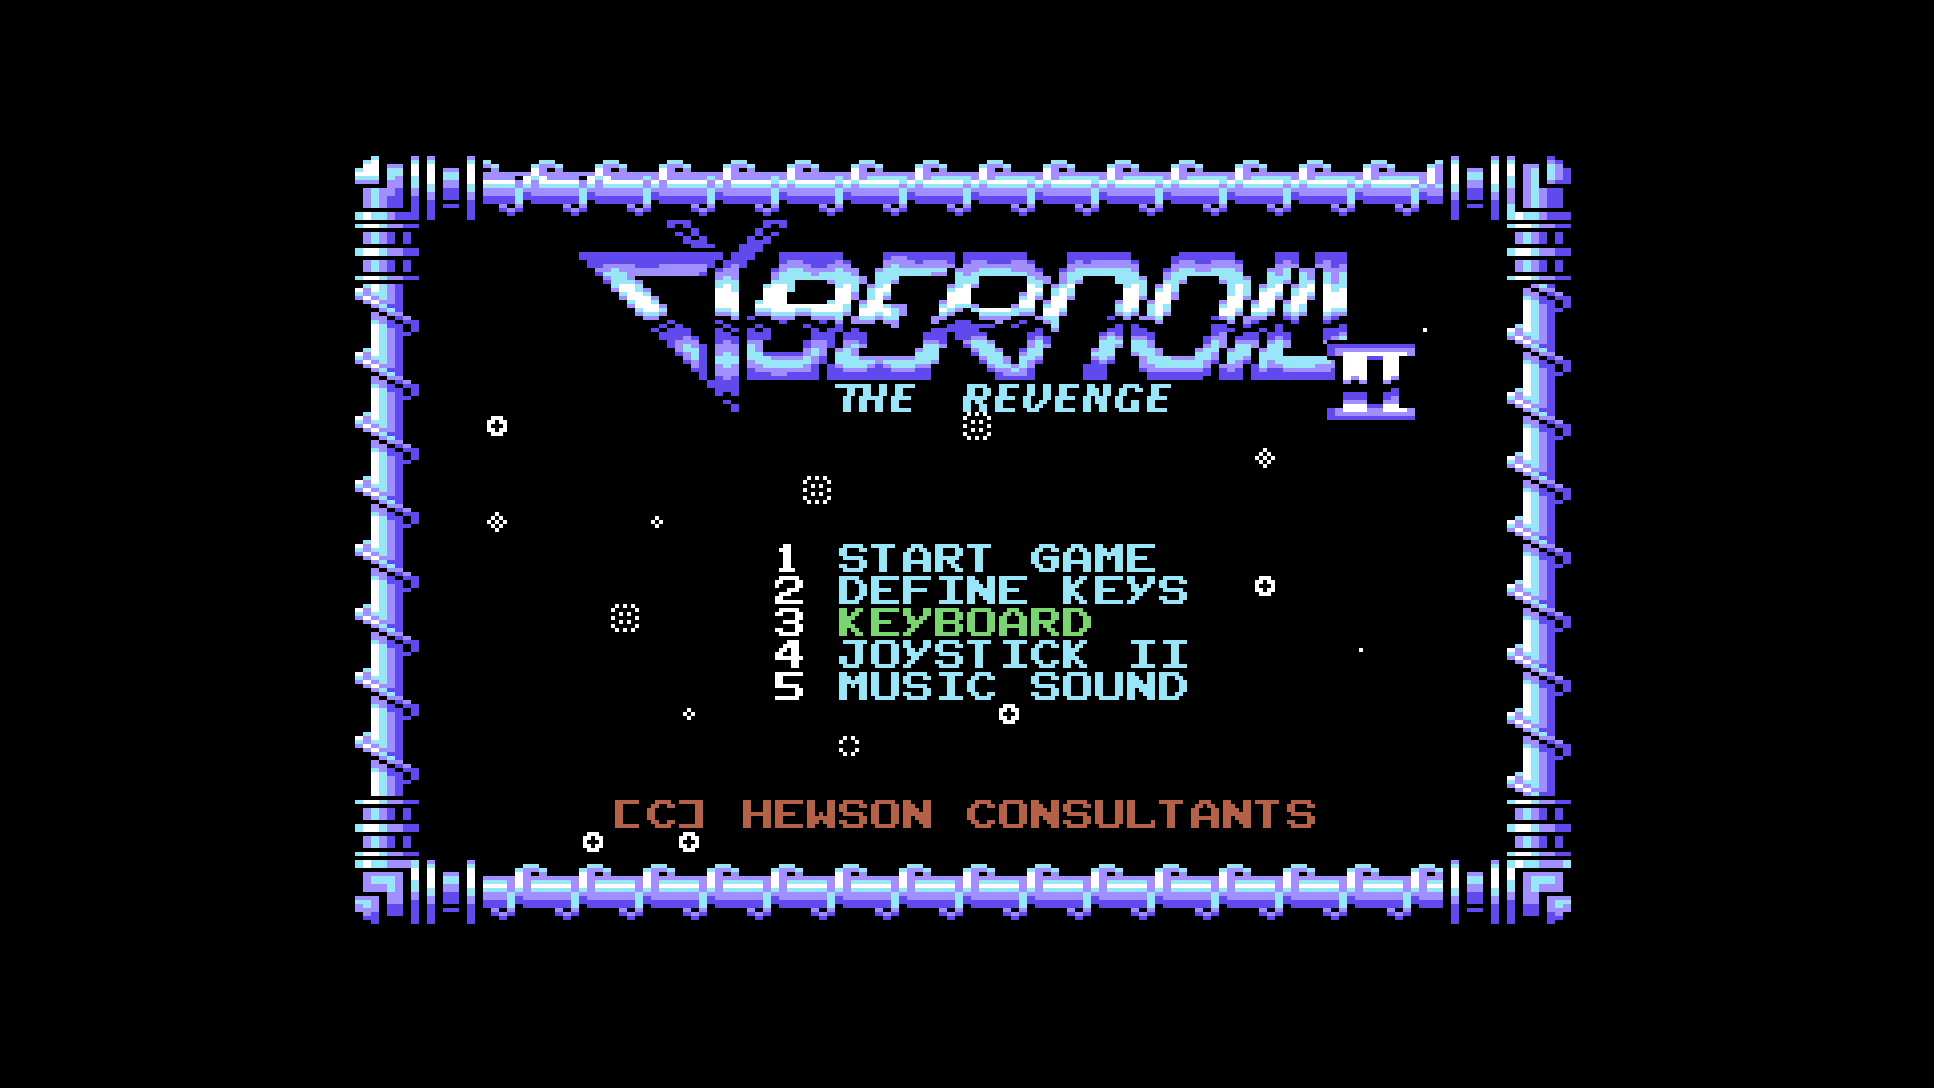 CYBERNOID
II
THE REVENGE
1 START GAME
2 DEFINE KEYS
3 KEYBOARD
4 JOYSTICK II
5 MUSIC SOUND
[C] HEWSON CONSULTANTS